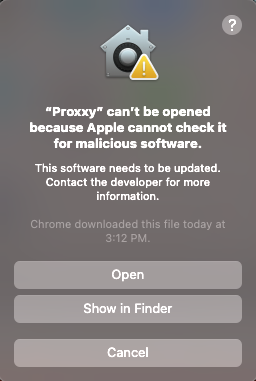 ?
“Proxxy” can’t be opened
because Apple cannot check it
for malicious software.
This software needs to be updated.
Contact the developer for more
information.
Chrome downloaded this file today at
3:12 PM.
Open
Show in Finder
Cancel